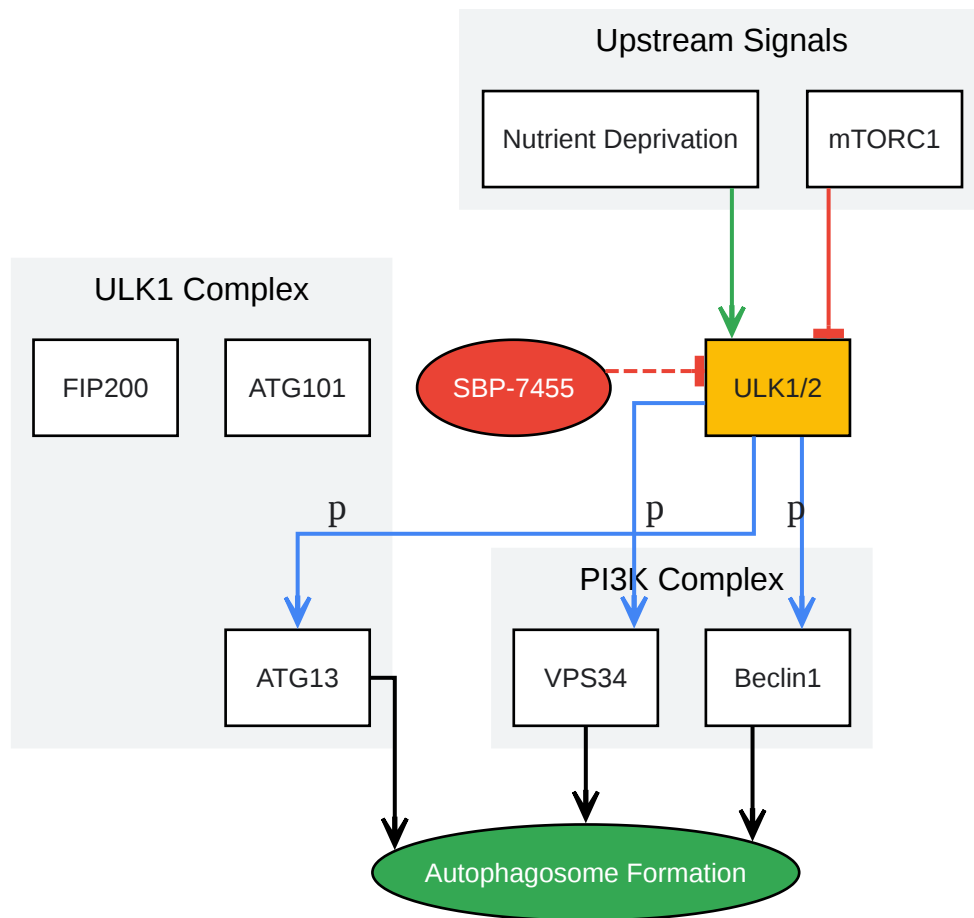 Upstream Signals
Nutrient Deprivation
mTORC1
ULK1 Complex
FIP200
ATG101
SBP-7455
ULK1/2
p
p
p
PI3K Complex
ATG13
VPS34
Beclin1
Autophagosome Formation